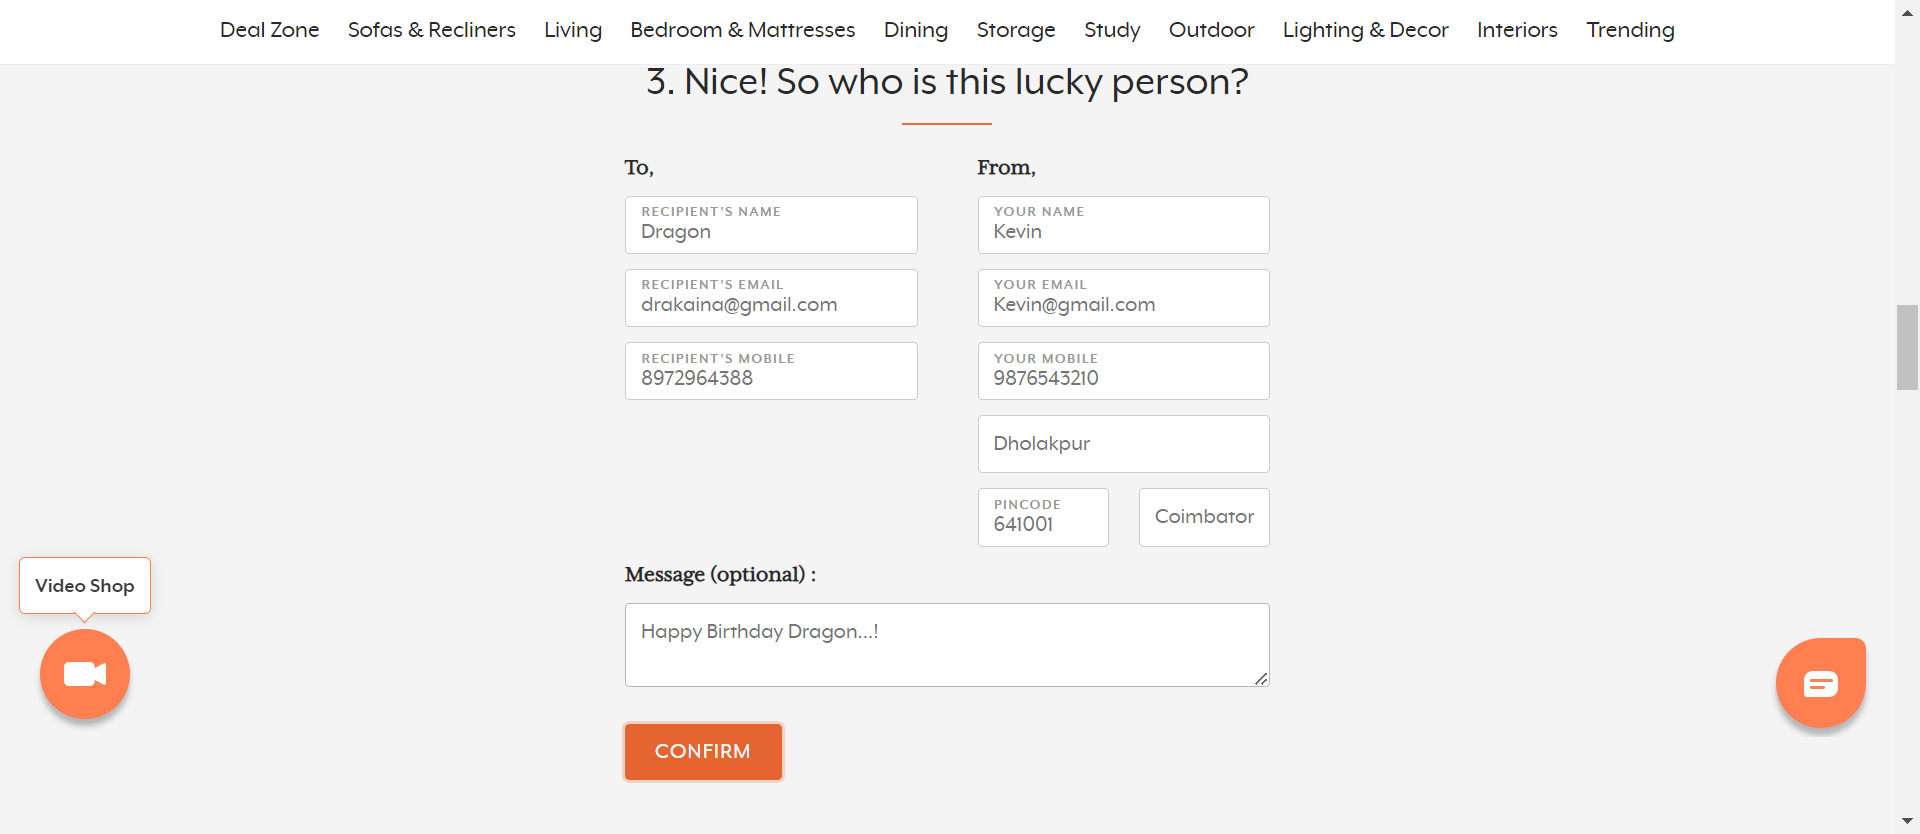 Deal Zone Sofas & Recliners Living Bedroom & Mattresses Dining Storage Study Outdoor Lighting & Decor Interiors Trending
3. Nice! So who is this lucky person?
To,
RECIPIENT'S NAME
Dragon
RECIPIENT'S EMAIL
drakaina@gmail.com
RECIPIENT'S MOBILE
8972964388
From,
YOUR NAME
Kevin
YOUR EMAIL
Kevin@gmail.com
YOUR MOBILE
9876543210
Dholakpur
PINCODE
641001
Coimbator
Message (optional) :
Happy Birthday Dragon...!
CONFIRM
Video Shop